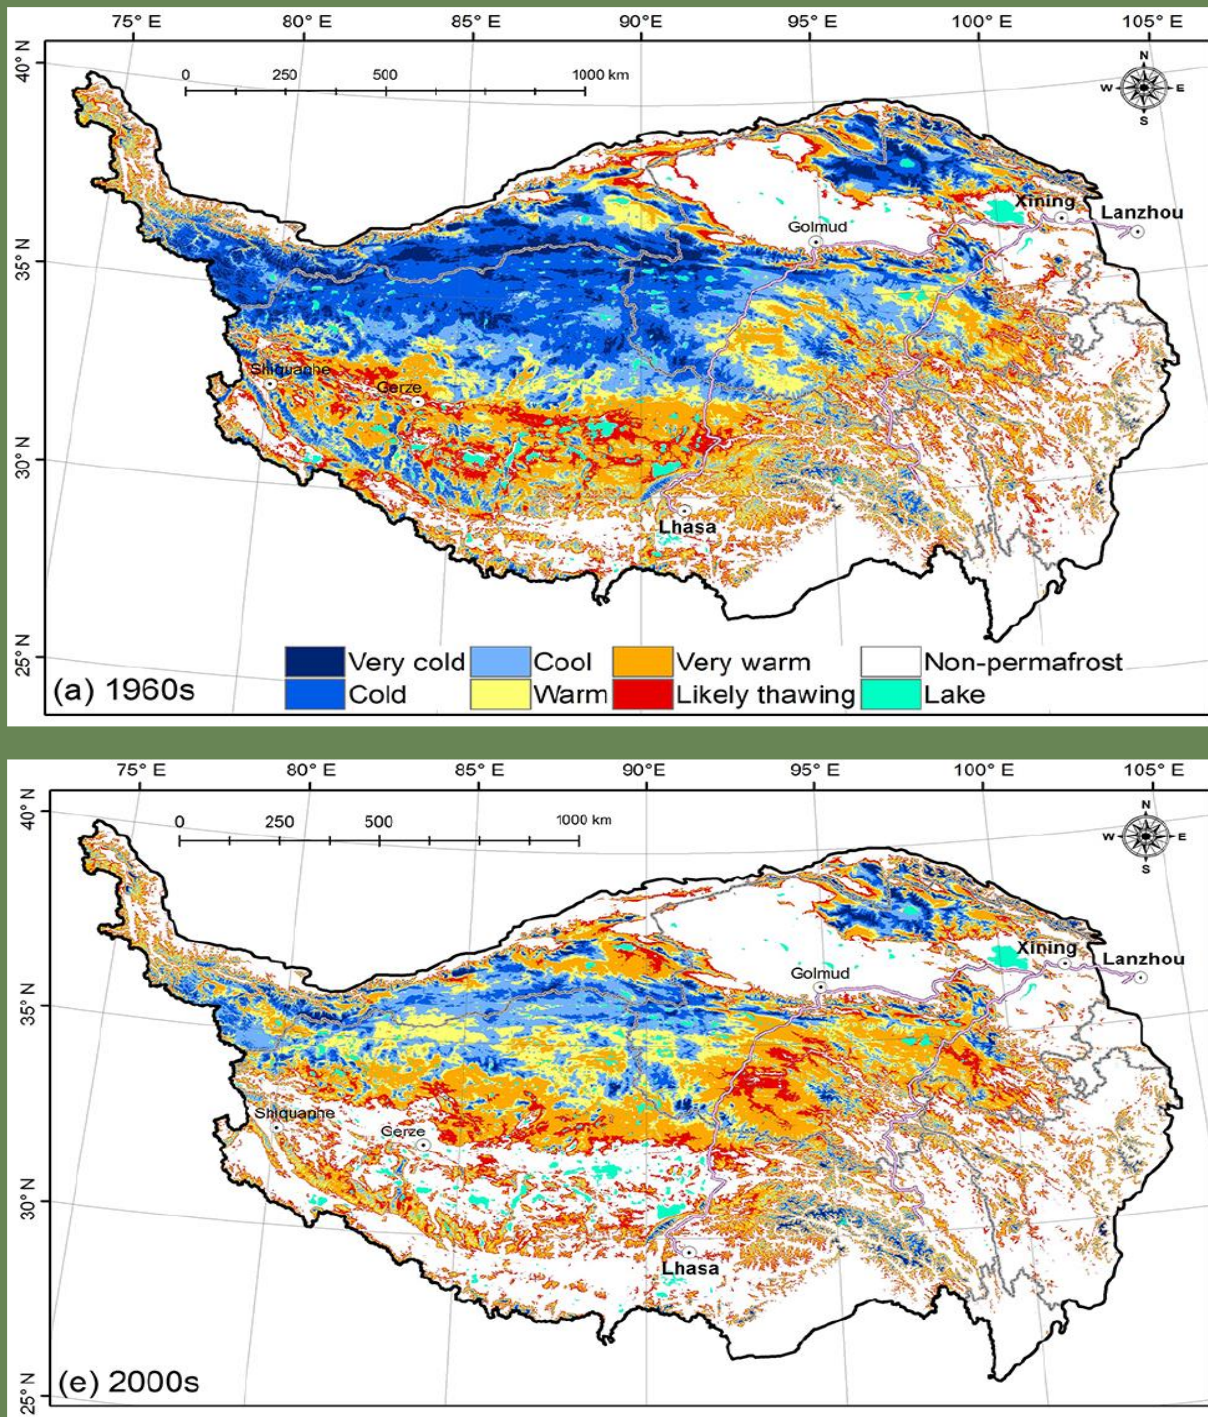 75° E 80° E 85° E 90° E 95° E 100° E 105° E
40° N
0 250 500 1000 km
N
W E
S
Xining
Lanzhou
Golmud
35° N
Shiquanhe
Gerze
30° N
Lhasa
25° N
Very cold Cool Very warm Non-permafrost
Cold Warm Likely thawing Lake
(a) 1960s
75° E 80° E 85° E 90° E 95° E 100° E 105° E
40° N
0 250 500 1000 km
N
W E
S
Xining
Lanzhou
Golmud
35° N
Shiquanhe
Gerze
30° N
Lhasa
25° N
(e) 2000s